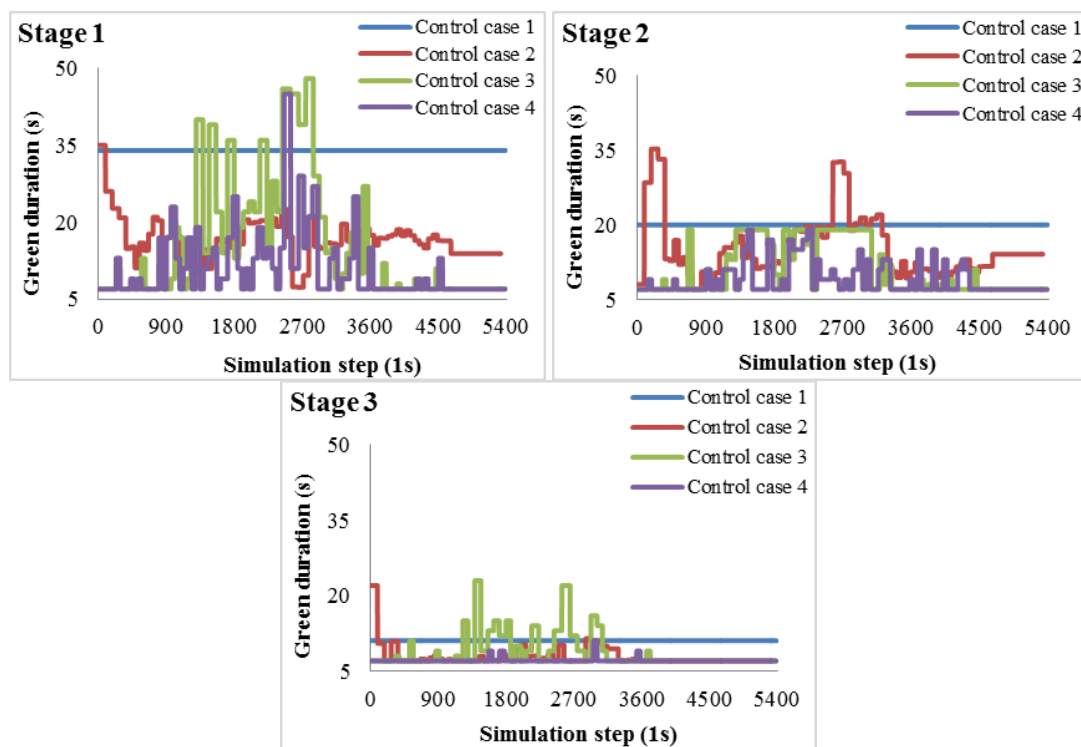 Stage 1
Control case 1
Control case 2
Control case 3
Control case 4
Green duration (s)
50
35
20
5
0 900 1800 2700 3600 4500 5400
Simulation step (1s)
Stage 2
Control case 1
Control case 2
Control case 3
Control case 4
Green duration (s)
50
35
20
5
0 900 1800 2700 3600 4500 5400
Simulation step (1s)
Stage 3
Control case 1
Control case 2
Control case 3
Control case 4
Green duration (s)
50
35
20
5
0 900 1800 2700 3600 4500 5400
Simulation step (1s)